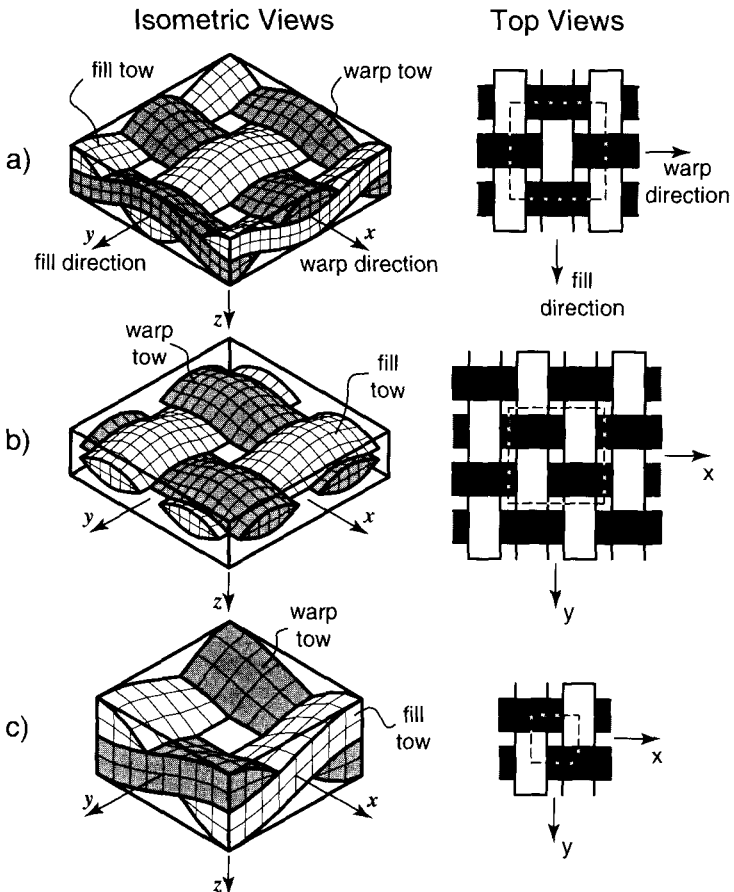 Isometric Views
Top Views
fill tow
warp tow
a)
y
x
fill direction
warp direction
z
warp
direction
fill
direction
warp
tow
fill
tow
b)
y
x
z
x
y
warp
tow
fill
tow
c)
y
x
z
x
y